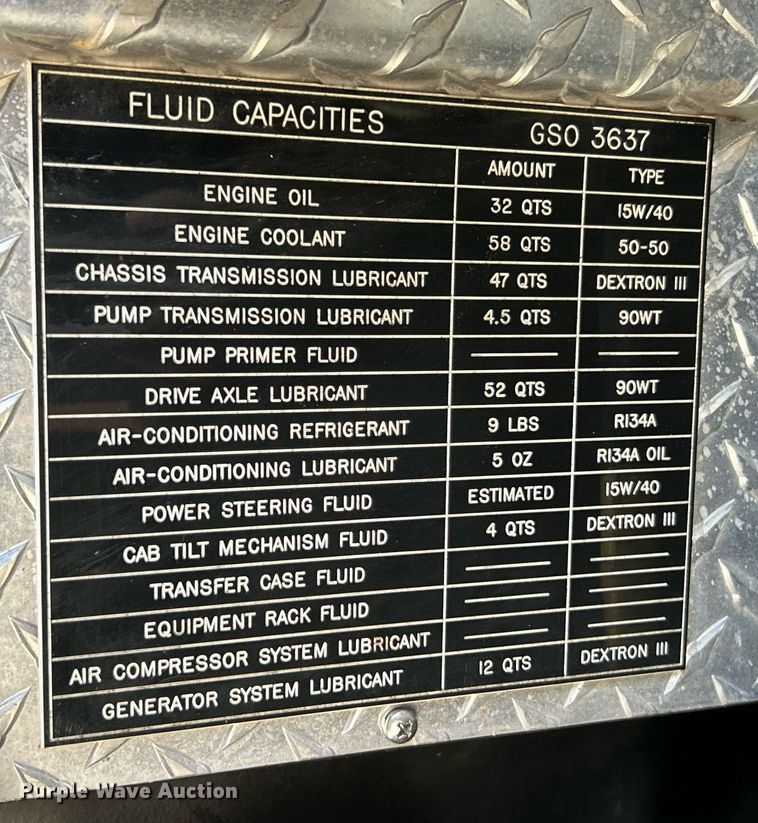 FLUID CAPACITIES GSO 3637
AMOUNT TYPE
ENGINE OIL 32 QTS 15W/40
ENGINE COOLANT 58 QTS 50-50
CHASSIS TRANSMISSION LUBRICANT 47 QTS DEXTRON III
PUMP TRANSMISSION LUBRICANT 4.5 QTS 90WT
PUMP PRIMER FLUID
DRIVE AXLE LUBRICANT 52 QTS 90WT
AIR-CONDITIONING REFRIGERANT 9 LBS R134A
AIR-CONDITIONING LUBRICANT 5 OZ R134A OIL
POWER STEERING FLUID ESTIMATED 15W/40
CAB TILT MECHANISM FLUID 4 QTS DEXTRON III
TRANSFER CASE FLUID
EQUIPMENT RACK FLUID
AIR COMPRESSOR SYSTEM LUBRICANT
GENERATOR SYSTEM LUBRICANT 12 QTS DEXTRON III
Purple Wave Auction